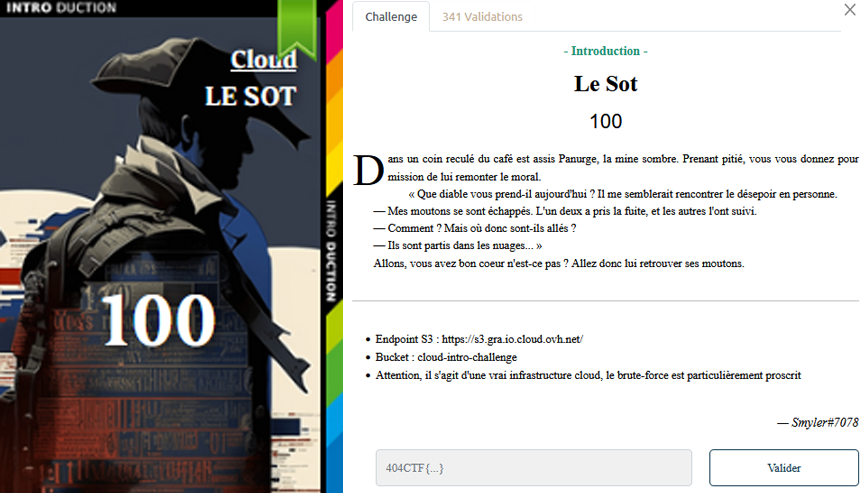 INTRO DUCTION
Cloud
LE SOT
100
INTRO DUCTION
Challenge
341 Validations
- Introduction -
Le Sot
100
Dans un coin reculé du café est assis Panurge, la mine sombre. Prenant pitié, vous vous donnez pour
mission de lui remonter le moral.
« Que diable vous prend-il aujourd'hui ? Il me semblerait rencontrer le désepoir en personne.
— Mes moutons se sont échappés. L'un deux a pris la fuite, et les autres l'ont suivi.
— Comment ? Mais où donc sont-ils allés ?
— Ils sont partis dans les nuages... »
Allons, vous avez bon coeur n'est-ce pas ? Allez donc lui retrouver ses moutons.
• Endpoint S3 : https://s3.gra.io.cloud.ovh.net/
• Bucket : cloud-intro-challenge
• Attention, il s'agit d'une vrai infrastructure cloud, le brute-force est particulièrement proscrit
— Smyler#7078
404CTF{...}
Valider